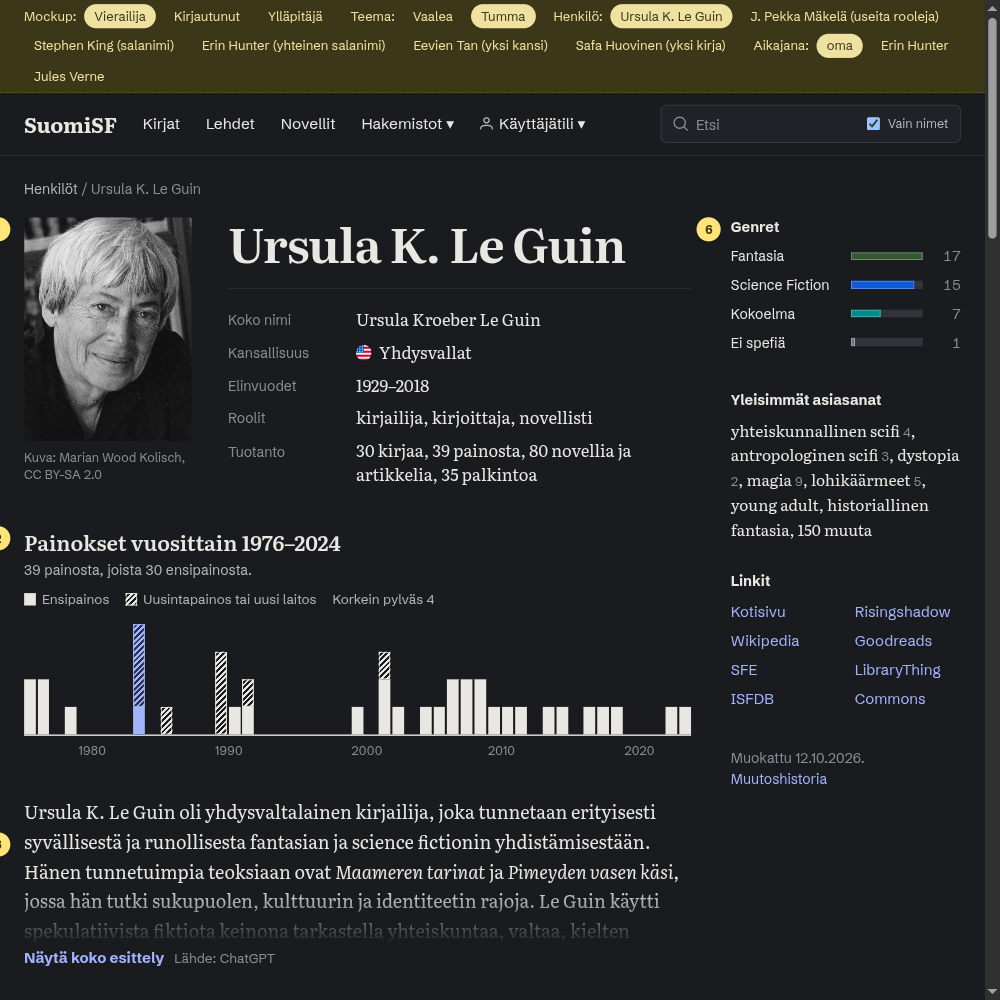 Mockup: Vierailija Kirjautunut Ylläpitäjä Teema: Vaalea Tumma Henkilö: Ursula K. Le Guin J. Pekka Mäkelä (useita rooleja)
Stephen King (salanimi) Erin Hunter (yhteinen salanimi) Eevien Tan (yksi kansi) Safa Huovinen (yksi kirja) Aikajana: oma Erin Hunter
Jules Verne
SuomiSF Kirjat Lehdet Novellit Hakemistot ▾ Käyttäjätili ▾ Etsi Vain nimet
Henkilöt / Ursula K. Le Guin
Ursula K. Le Guin
Koko nimi Ursula Kroeber Le Guin
Kansallisuus Yhdysvallat
Elinvuodet 1929–2018
Roolit kirjailija, kirjoittaja, novellisti
Tuotanto 30 kirjaa, 39 painosta, 80 novellia ja
artikkelia, 35 palkintoa
Kuva: Marian Wood Kolisch,
CC BY-SA 2.0
Painokset vuosittain 1976–2024
39 painosta, joista 30 ensipainosta.
Ensipainos Uusintapainos tai uusi laitos Korkein pylväs 4
1980 1990 2000 2010 2020
Ursula K. Le Guin oli yhdysvaltalainen kirjailija, joka tunnetaan erityisesti
syvällisestä ja runollisesta fantasian ja science fictionin yhdistämisestään.
Hänen tunnetuimpia teoksiaan ovat Maameren tarinat ja Pimeyden vasen käsi,
jossa hän tutki sukupuolen, kulttuurin ja identiteetin rajoja. Le Guin käytti
spekulatiivista fiktiota keinona tarkastella yhteiskuntaa, valtaa, kielten
Näytä koko esittely Lähde: ChatGPT
6 Genret
Fantasia 17
Science Fiction 15
Kokoelma 7
Ei spefiä 1
Yleisimmät asiasanat
yhteiskunnallinen scifi 4,
antropologinen scifi 3, dystopia
2, magia 9, lohikäärmeet 5,
young adult, historiallinen
fantasia, 150 muuta
Linkit
Kotisivu Risingshadow
Wikipedia Goodreads
SFE LibraryThing
ISFDB Commons
Muokattu 12.10.2026.
Muutoshistoria